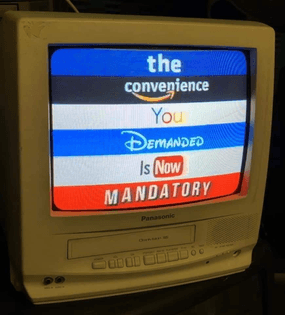 the
convenience
You
DEMANDED
Is Now
MANDATORY
Panasonic